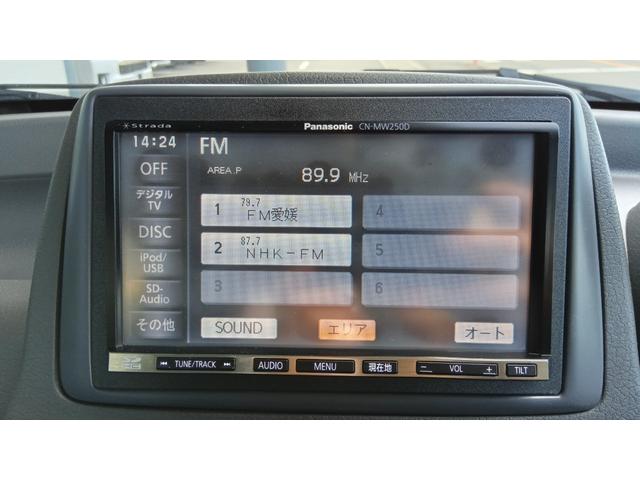 Strada
Panasonic CN-MW250D
14:24
FM
AREA.P
89.9 MHz
OFF
デジタル
TV
DISC
iPod/
USB
SD-
Audio
その他
1 79.7
FM愛媛
2 87.7
NHK-FM
3
4
5
6
SOUND
エリア
オート
TUNE/TRACK
AUDIO
MENU
現在地
- VOL +
TILT